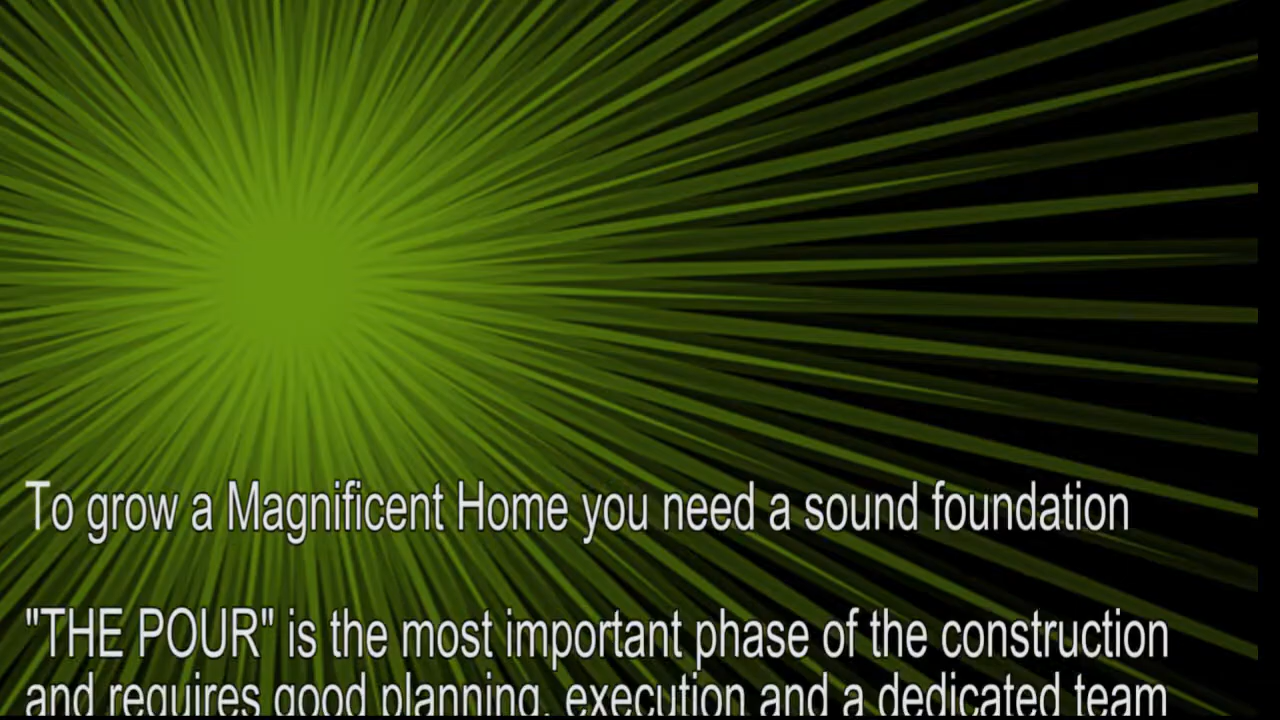 To grow a Magnificent Home you need a sound foundation
"THE POUR" is the most important phase of the construction
and requires good planning, execution and a dedicated team